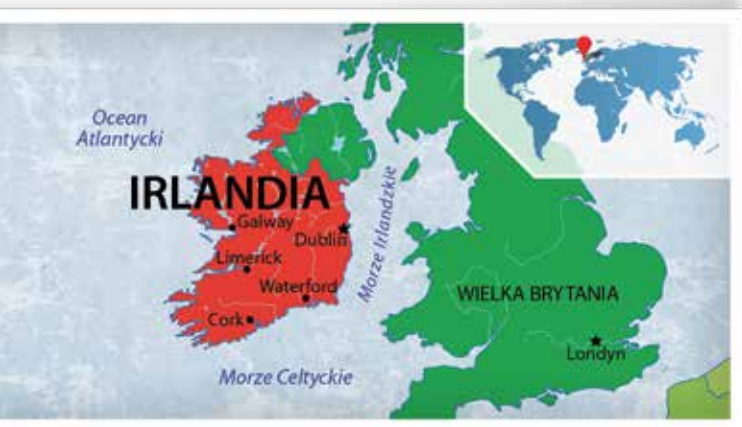 Ocean
Atlantycki
IRLANDIA
Galway
Dublin
Limerick
Waterford
Cork
Morze Irlandzkie
WIELKA BRYTANIA
Londyn
Morze Celtyckie